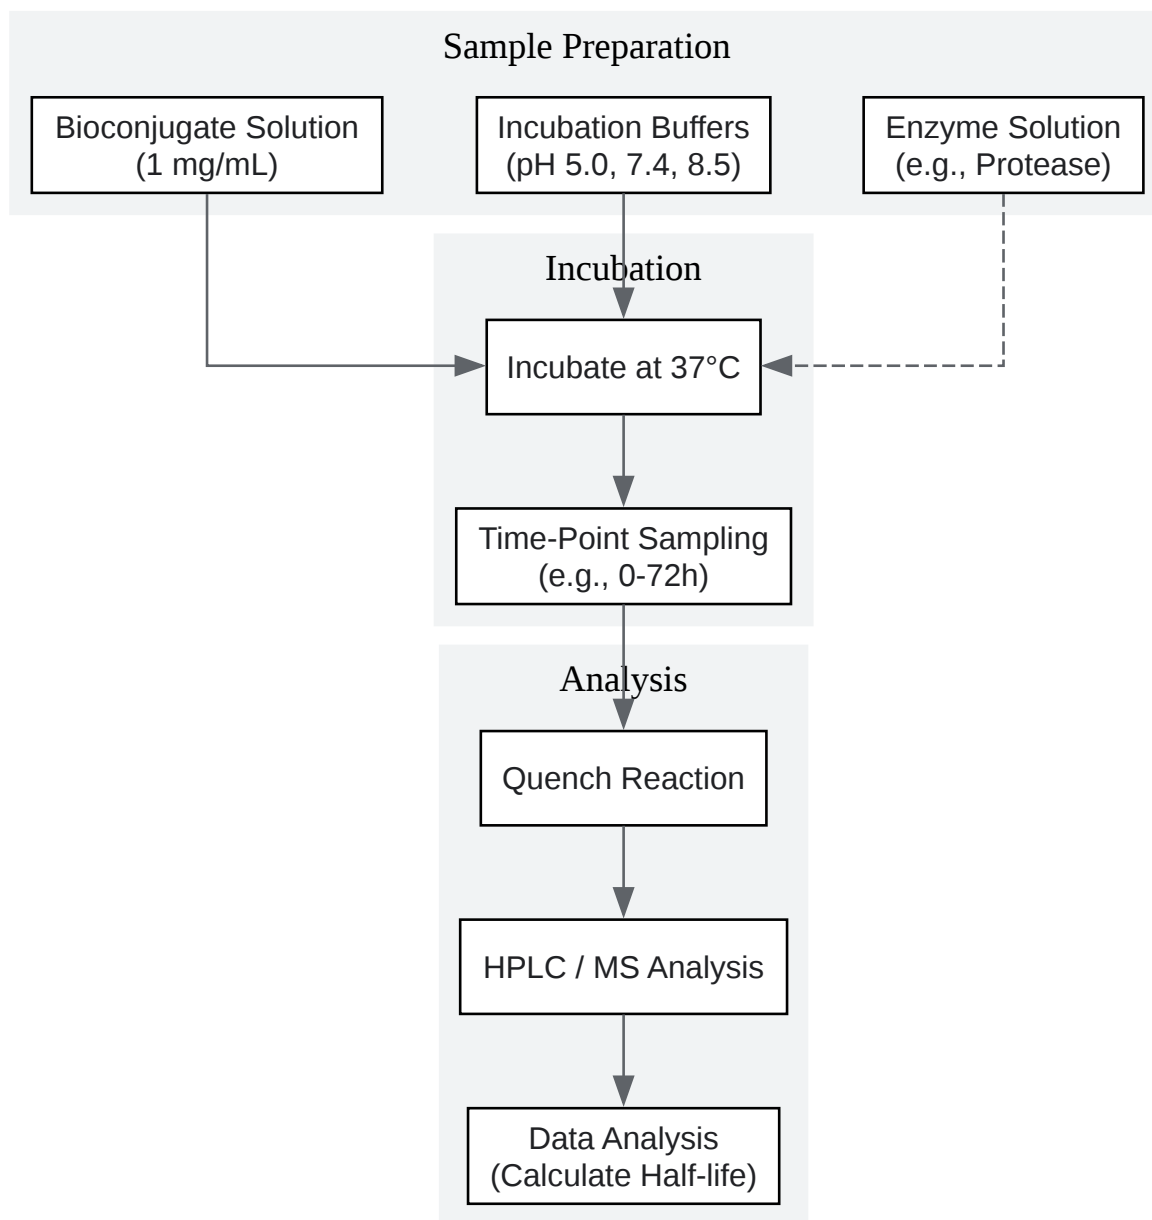 Sample Preparation
Bioconjugate Solution
(1 mg/mL)
Incubation Buffers
(pH 5.0, 7.4, 8.5)
Enzyme Solution
(e.g., Protease)
Incubation
Incubate at 37°C
Time-Point Sampling
(e.g., 0-72h)
Analysis
Quench Reaction
HPLC / MS Analysis
Data Analysis
(Calculate Half-life)